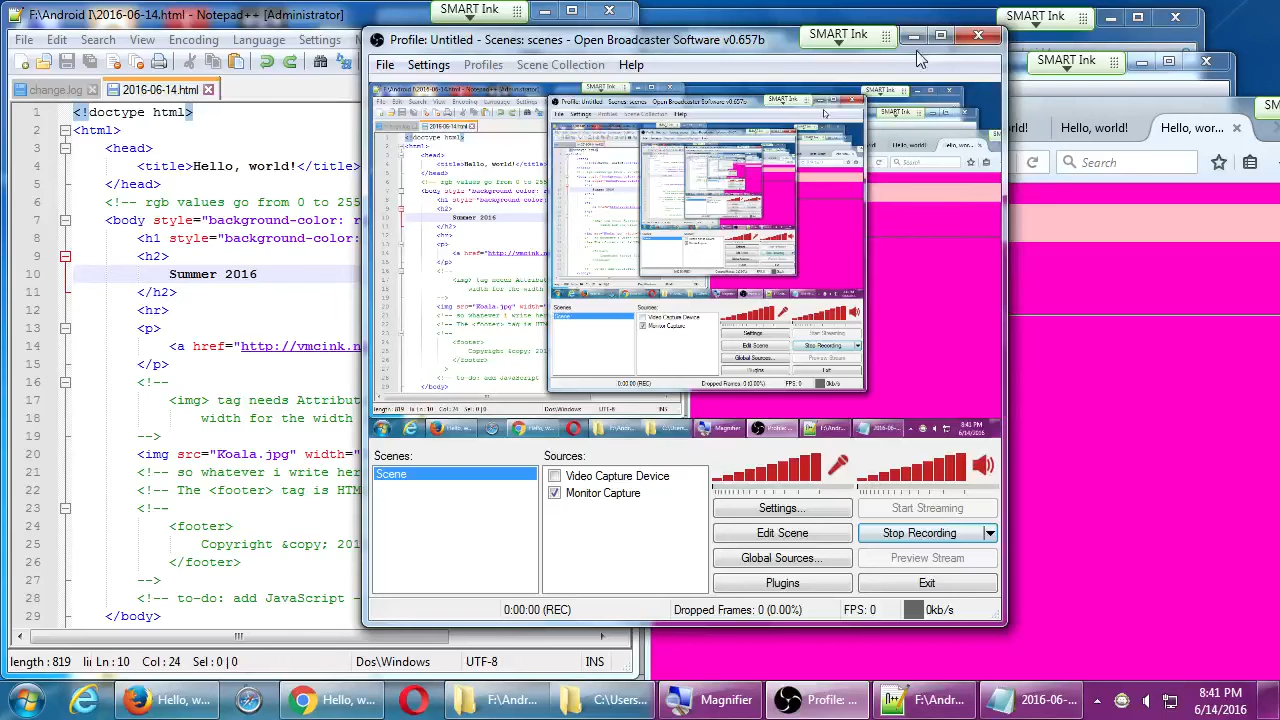 F:\Android I\2016-06-14.html - Notepad++ [Administrator]
SMART Ink
File Edit Search View Encoding Language
change.log
2016-06-14.html
1 <!doctype html>
2 <html>
3 <head>
4 <title>Hello, world!</title>
5 </head>
6 <!-- rgb values go from 0 to 255
7 <body style="background-color: r
8 <h1 style="background-color:
9 <h2>
10 Summer 2016
11 </h2>
12 <hr>
13 <p>
14 <a href="http://vmcink.n
15 </p>
16 <!--
17 <img> tag needs Attribut
18 width for the width
19 -->
20 <img src="Koala.jpg" width=
21 <!-- so whatever i write her
22 <!-- The <footer> tag is HTM
23 <!--
24 <footer>
25 Copyright &copy; 201
26 </footer>
27 -->
28 <!-- to-do: add JavaScript -
29 </body>
length : 819 Ln : 10 Col : 24 Sel : 0 | 0 Dos\Windows UTF-8 INS
Profile: Untitled - Scenes: scenes - Open Broadcaster Software v0.657b
SMART Ink
File Settings Profiles Scene Collection Help
Scenes:
Scene
Sources:
Video Capture Device
Monitor Capture
Settings...
Start Streaming
Edit Scene
Stop Recording
Global Sources...
Preview Stream
Plugins
Exit
0:00:00 (REC) Dropped Frames: 0 (0.00%) FPS: 0 0kb/s
SMART Ink
SMART Ink
Hello, wor...
Hello, wor...
Search
Hello, w...
Hello, w...
F:\Andr...
C:\Users...
Magnifier
Profile: ...
F:\Andr...
2016-06-...
8:41 PM
6/14/2016